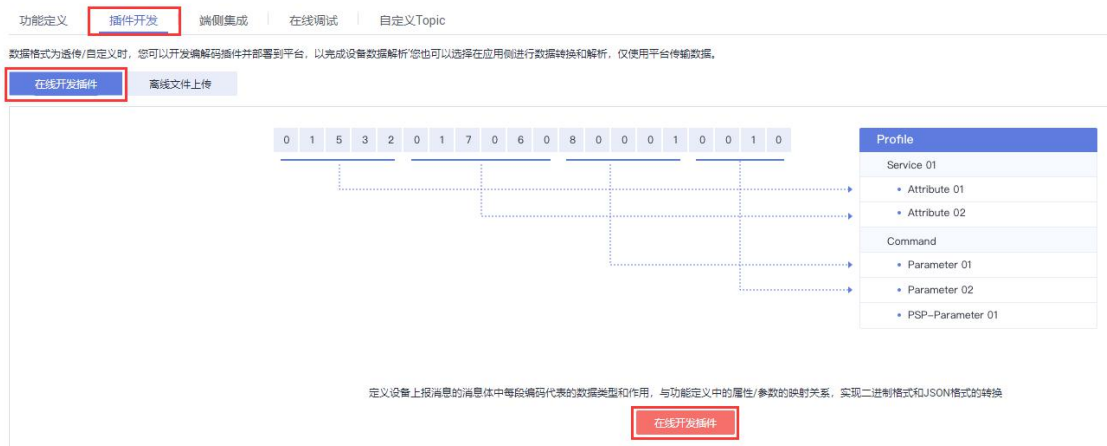 功能定义 插件开发 端侧集成 在线调试 自定义Topic
数据格式为透传/自定义时，您可以开发编解码插件并部署到平台，以完成设备数据解析'您也可以选择在应用侧进行数据转换和解析，仅使用平台传输数据。
在线开发插件 离线文件上传
0 1 5 3 2 0 1 7 0 6 0 8 0 0 0 1 0 0 1 0
Profile
Service 01
• Attribute 01
• Attribute 02
Command
• Parameter 01
• Parameter 02
• PSP-Parameter 01
定义设备上报消息的消息体中每段编码代表的数据类型和作用，与功能定义中的属性/参数的映射关系，实现二进制格式和JSON格式的转换
在线开发插件